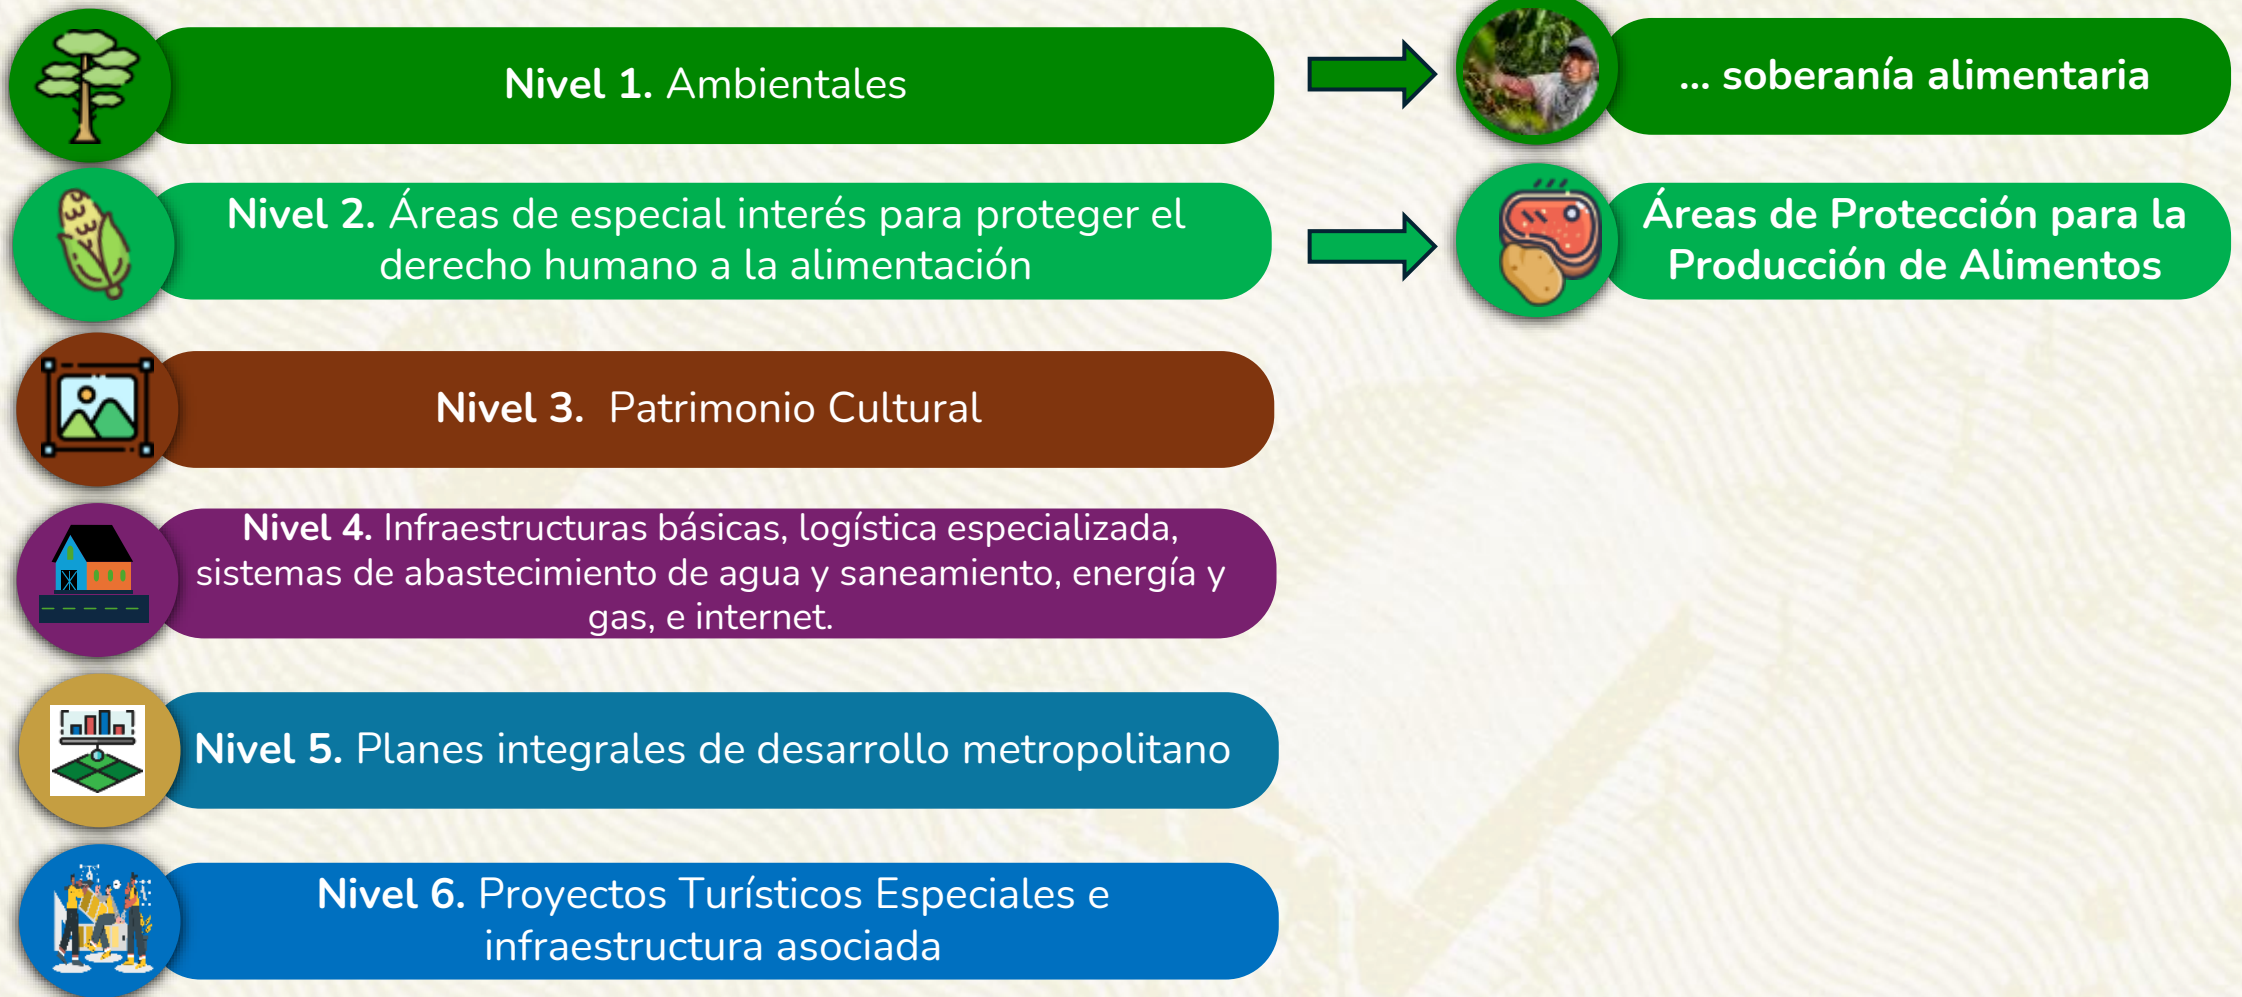 Nivel 1. Ambientales
... soberanía alimentaria
Nivel 2. Áreas de especial interés para proteger el
derecho humano a la alimentación
Áreas de Protección para la
Producción de Alimentos
Nivel 3. Patrimonio Cultural
Nivel 4. Infraestructuras básicas, logística especializada,
sistemas de abastecimiento de agua y saneamiento, energía y
gas, e internet.
Nivel 5. Planes integrales de desarrollo metropolitano
Nivel 6. Proyectos Turísticos Especiales e
infraestructura asociada